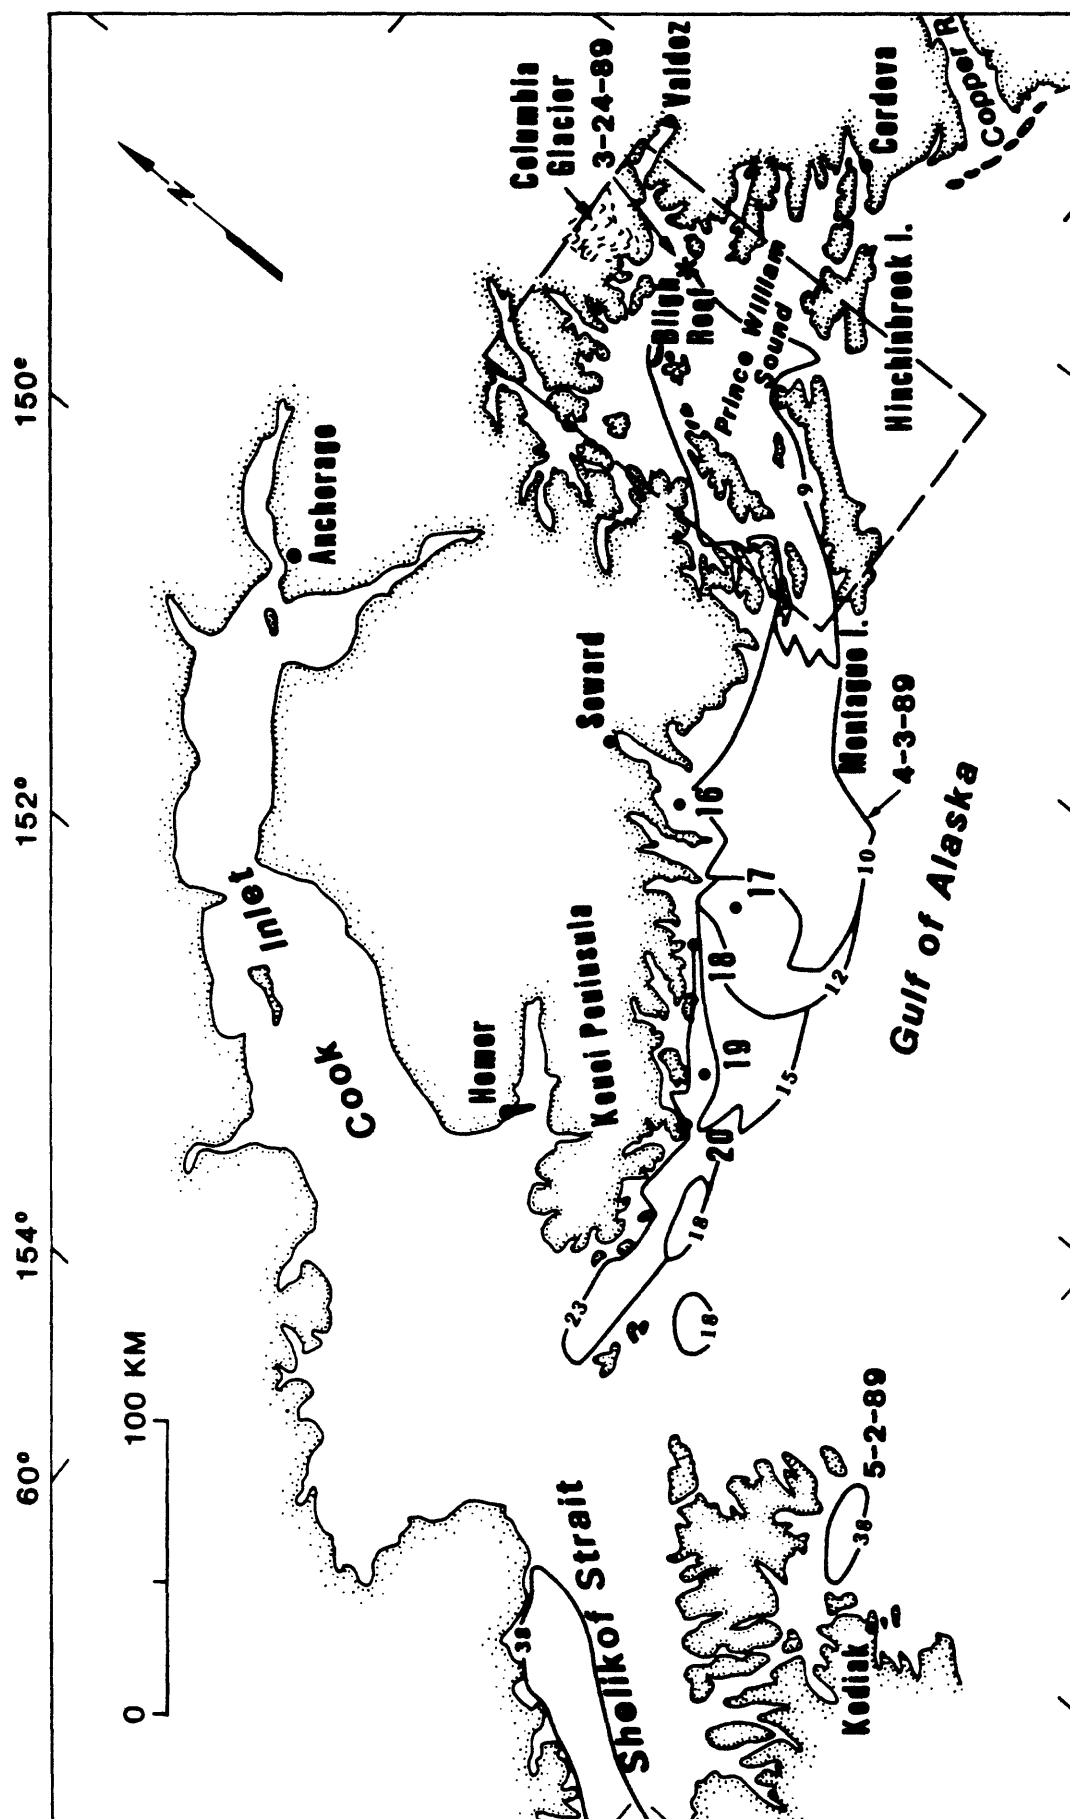 60°
154°
152°
150°
0
100 KM
N
Columbia
Glacier
3-24-89
Valdez
Cordova
Copper R.
Anchorage
Bligh
Reef
Prince William
Sound
Hinchinbrook I.
9
Seward
Montague I.
4-3-89
Gulf of Alaska
Cook
Inlet
Homer
Kenai Peninsula
16
17
18
19
20
10
12
15
18
18
23
Shelikof Strait
38
Kodiak
38
5-2-89